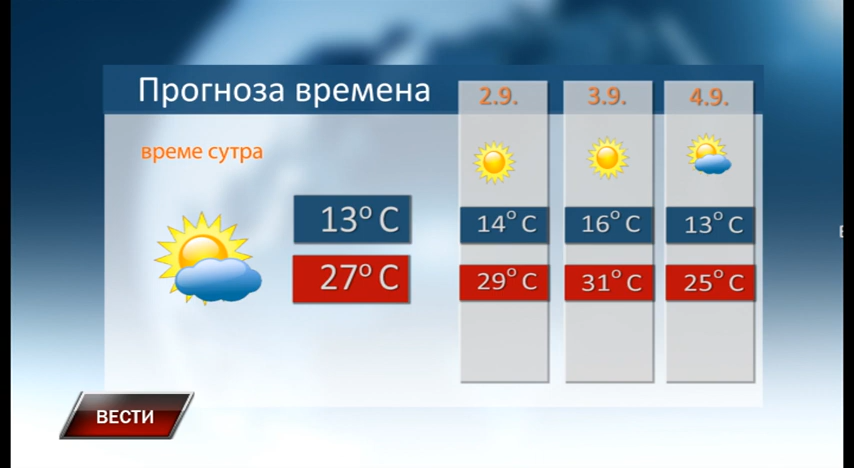 Прогноза времена
време сутра
13° C
27° C
2.9.
14° C
29° C
3.9.
16° C
31° C
4.9.
13° C
25° C
ВЕСТИ